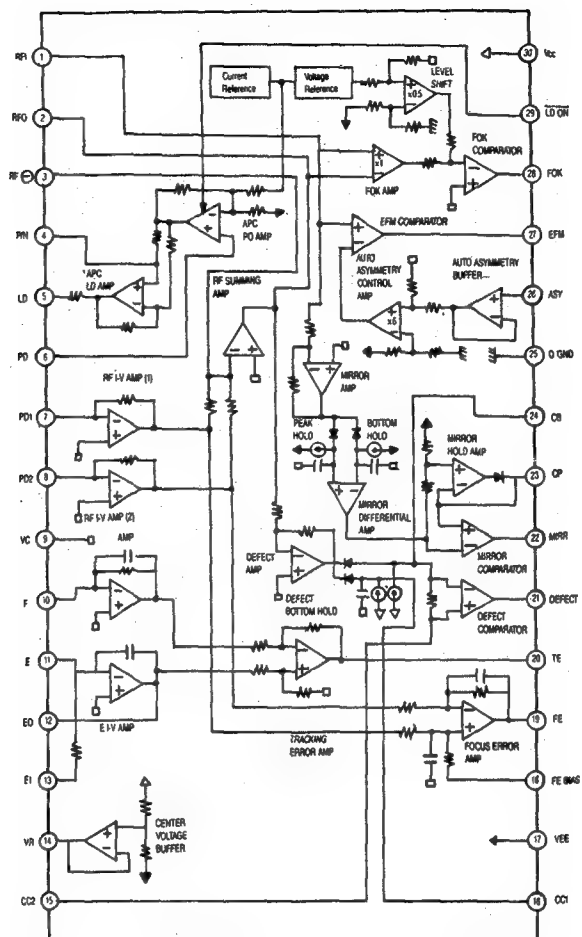 RFI
1
RFO
2
RF ⊖
3
P/N
4
LD
5
PD
6
PD1
7
PD2
8
VC
9
F
10
E
11
EO
12
EI
13
VR
14
CC2
15
30
Vcc
29
LD ON
28
FOK
27
EFM
26
ASY
25
D GND
24
CB
23
CP
22
MIRR
21
DEFECT
20
TE
19
FE
18
FE BIAS
17
VEE
16
CC1
Current
Reference
Voltage
Reference
LEVEL
SHIFT
x0.5
FOK COMPARATOR
x1
FOK AMP
APC
PD AMP
APC
LD AMP
EFM COMPARATOR
RF SUMMING
AMP
AUTO
ASYMMETRY
CONTROL
AMP
AUTO ASYMMETRY
BUFFER
MIRROR
AMP
RF I-V AMP (1)
PEAK
HOLD
BOTTOM
HOLD
MIRROR
HOLD AMP
RF I-V AMP (2)
MIRROR
DIFFERENTIAL
AMP
MIRROR
COMPARATOR
AMP
DEFECT
AMP
DEFECT
BOTTOM HOLD
DEFECT
COMPARATOR
E I-V AMP
TRACKING
ERROR AMP
FOCUS ERROR
AMP
CENTER
VOLTAGE
BUFFER